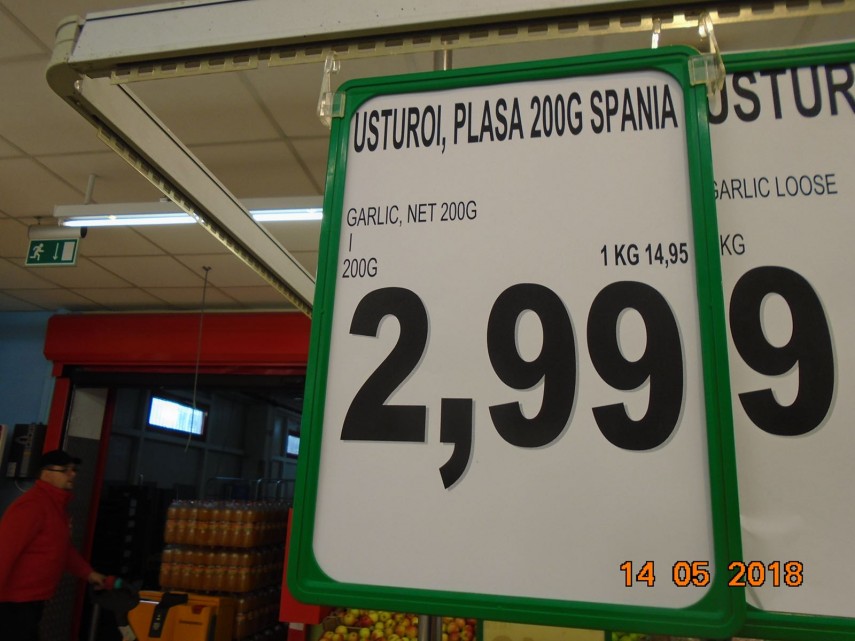 USTUROI, PLASA 200G SPANIA
GARLIC, NET 200G
I
200G
1 KG 14,95
2,99
GARLIC LOOSE
KG
9
14 05 2018